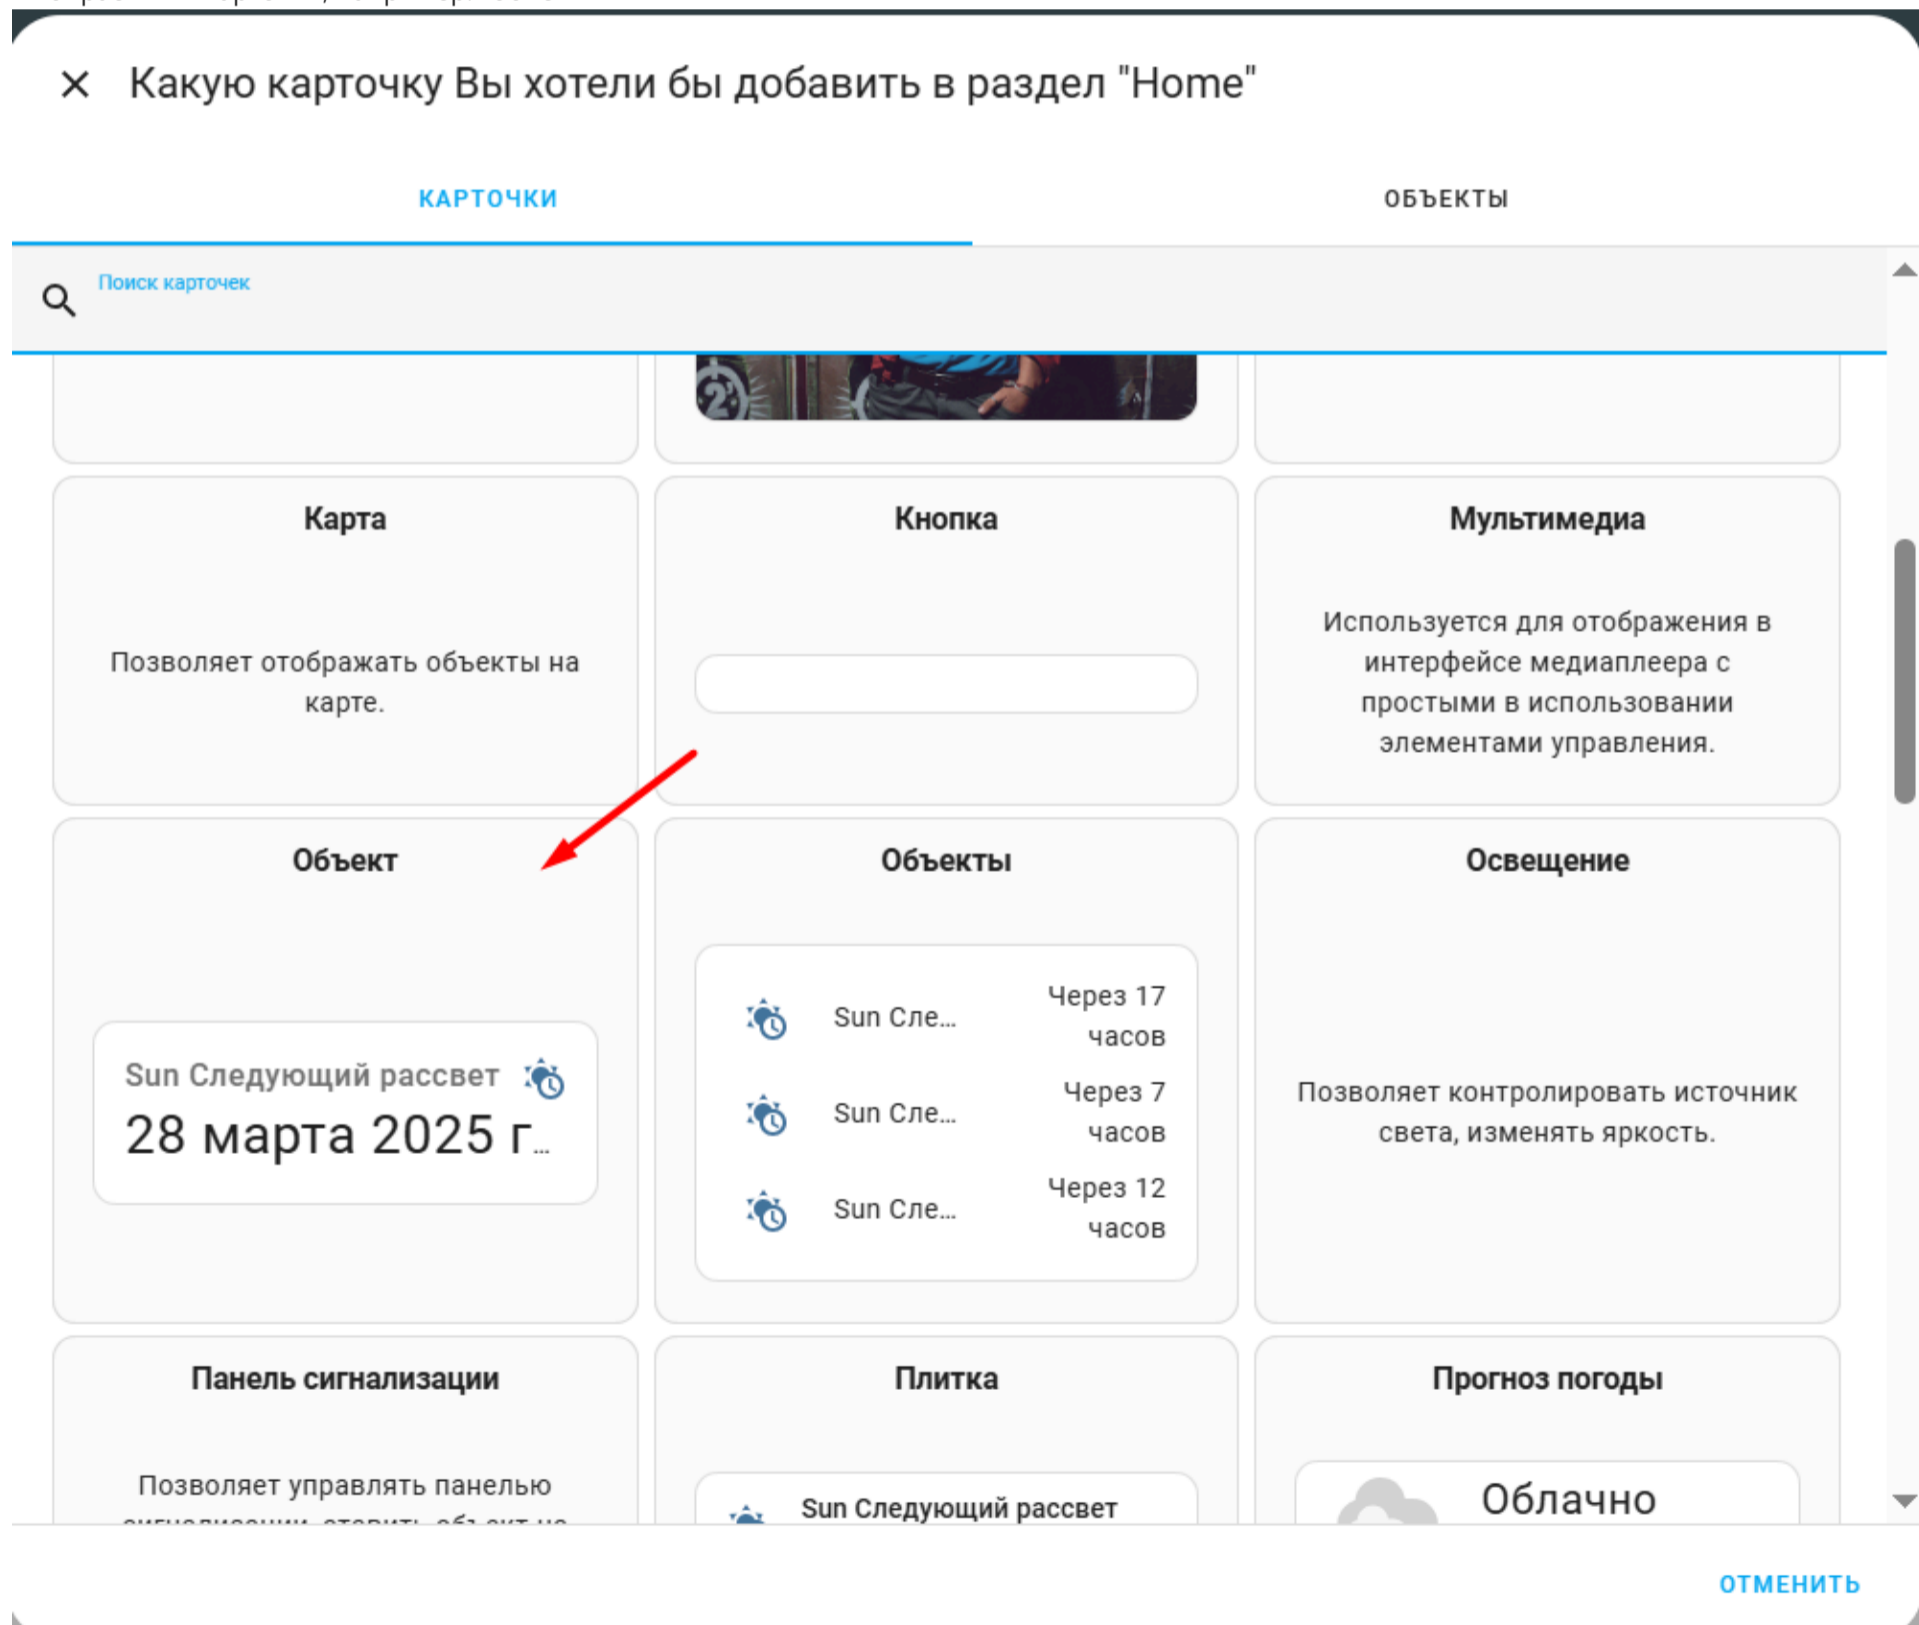 Какую карточку Вы хотели бы добавить в раздел "Home"
КАРТОЧКИ
ОБЪЕКТЫ
Поиск карточек
Карта
Позволяет отображать объекты на
карте.
Кнопка
Мультимедиа
Используется для отображения в
интерфейсе медиаплеера с
простыми в использовании
элементами управления.
Объект
Sun Следующий рассвет
28 марта 2025 г...
Объекты
Sun Сле...
Через 17
часов
Sun Сле...
Через 7
часов
Sun Сле...
Через 12
часов
Освещение
Позволяет контролировать источник
света, изменять яркость.
Панель сигнализации
Позволяет управлять панелью
Плитка
Sun Следующий рассвет
Прогноз погоды
Облачно
ОТМЕНИТЬ